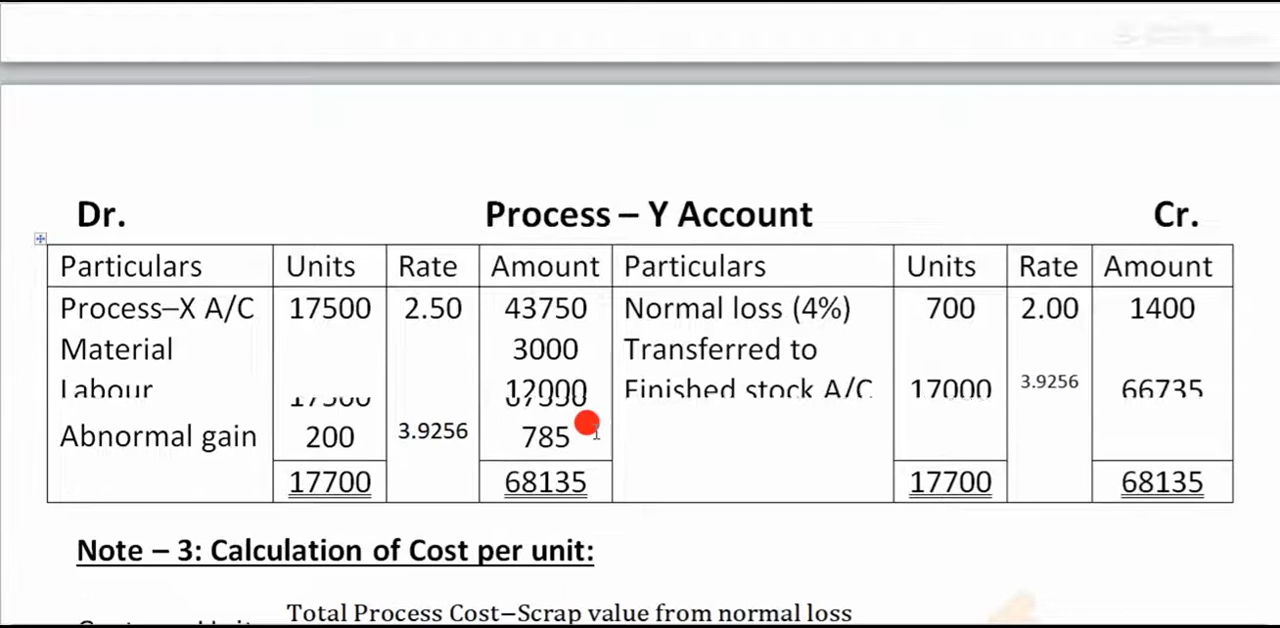 Dr. Process – Y Account Cr.
Particulars Units Rate Amount Particulars Units Rate Amount
Process–X A/C 17500 2.50 43750 Normal loss (4%) 700 2.00 1400
Material 3000 Transferred to
Labour 12000 Finished stock A/C 17000 3.9256 66735
Abnormal gain 200 3.9256 785
17700 68135 17700 68135
Note – 3: Calculation of Cost per unit:
Total Process Cost−Scrap value from normal loss